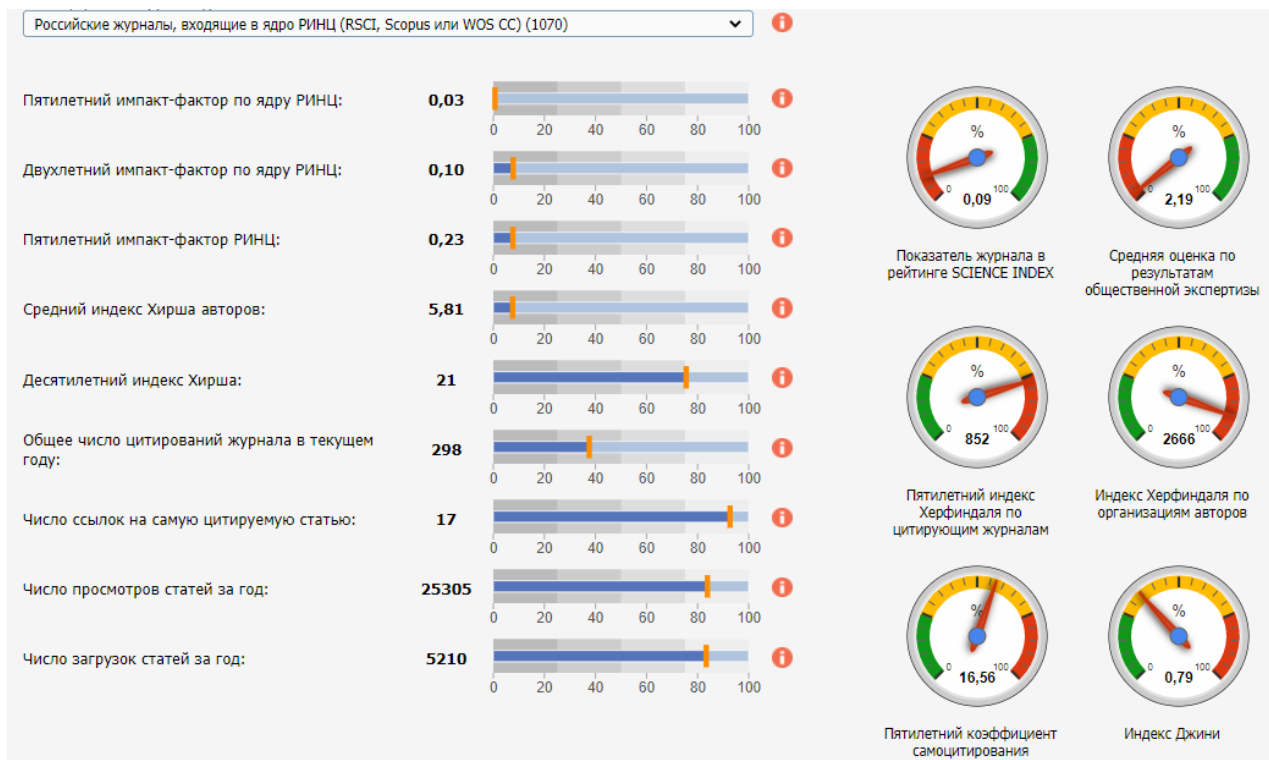 Российские журналы, входящие в ядро РИНЦ (RSCI, Scopus или WOS CC) (1070)
Пятилетний импакт-фактор по ядру РИНЦ: 0,03
0 20 40 60 80 100
Двухлетний импакт-фактор по ядру РИНЦ: 0,10
0 20 40 60 80 100
Пятилетний импакт-фактор РИНЦ: 0,23
0 20 40 60 80 100
Средний индекс Хирша авторов: 5,81
0 20 40 60 80 100
Десятилетний индекс Хирша: 21
0 20 40 60 80 100
Общее число цитирований журнала в текущем
году:
298
0 20 40 60 80 100
Число ссылок на самую цитируемую статью: 17
0 20 40 60 80 100
Число просмотров статей за год: 25305
0 20 40 60 80 100
Число загрузок статей за год: 5210
0 20 40 60 80 100
%
0 100
0,09
Показатель журнала в
рейтинге SCIENCE INDEX
%
0 100
2,19
Средняя оценка по
результатам
общественной экспертизы
%
0 100
852
Пятилетний индекс
Херфиндаля по
цитирующим журналам
%
0 100
2666
Индекс Херфиндаля по
организациям авторов
%
0 100
16,56
Пятилетний коэффициент
самоцитирования
%
0 100
0,79
Индекс Джини